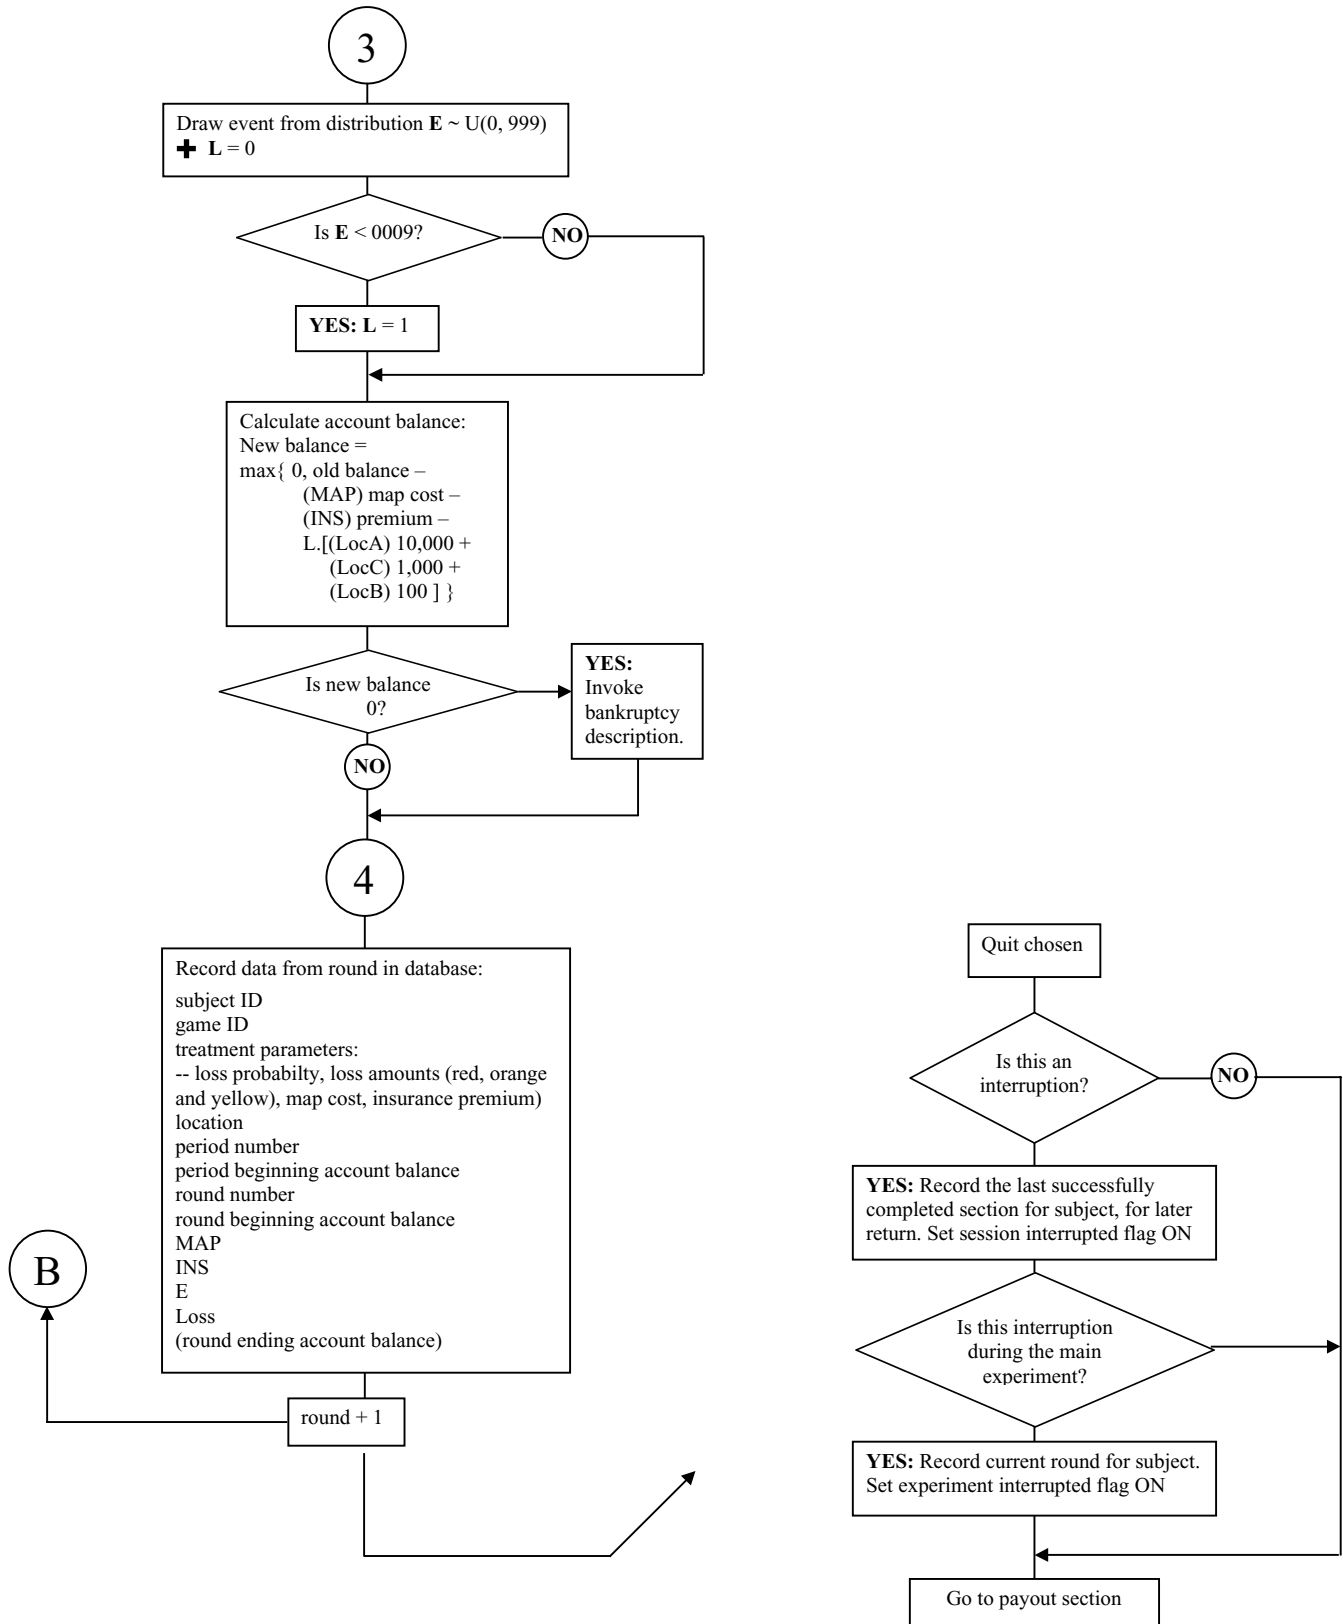 3
Draw event from distribution E ~ U(0, 999)
✚ L = 0
Is E < 0009?
NO
YES: L = 1
Calculate account balance:
New balance =
max{ 0, old balance –
(MAP) map cost –
(INS) premium –
L.[(LocA) 10,000 +
(LocC) 1,000 +
(LocB) 100 ] }
Is new balance
0?
YES:
Invoke
bankruptcy
description.
NO
4
Record data from round in database:
subject ID
game ID
treatment parameters:
-- loss probabilty, loss amounts (red, orange
and yellow), map cost, insurance premium)
location
period number
period beginning account balance
round number
round beginning account balance
MAP
INS
E
Loss
(round ending account balance)
B
round + 1
Quit chosen
Is this an
interruption?
NO
YES: Record the last successfully
completed section for subject, for later
return. Set session interrupted flag ON
Is this interruption
during the main
experiment?
YES: Record current round for subject.
Set experiment interrupted flag ON
Go to payout section